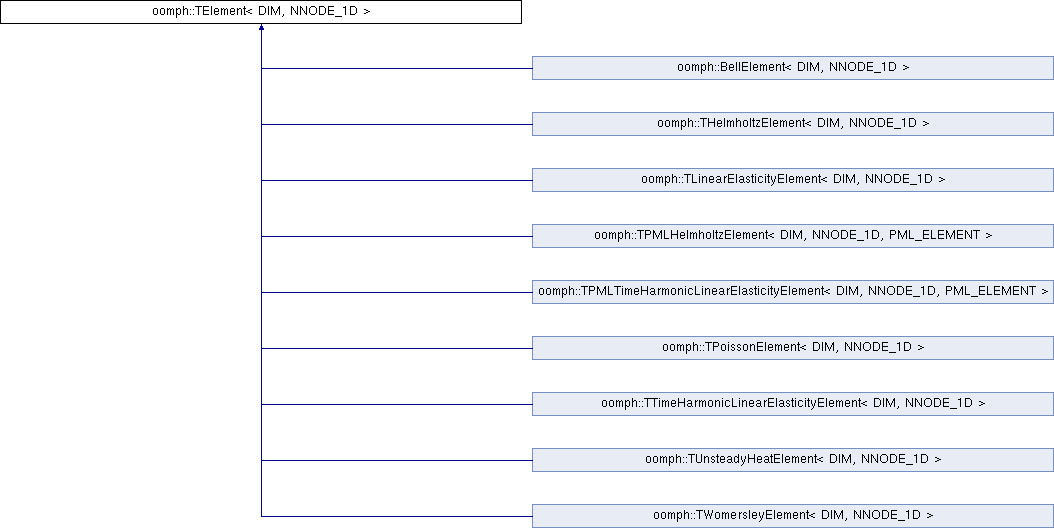 oomph::TElement< DIM, NNODE_1D >
oomph::BellElement< DIM, NNODE_1D >
oomph::THelmholtzElement< DIM, NNODE_1D >
oomph::TLinearElasticityElement< DIM, NNODE_1D >
oomph::TPMLHelmholtzElement< DIM, NNODE_1D, PML_ELEMENT >
oomph::TPMLTimeHarmonicLinearElasticityElement< DIM, NNODE_1D, PML_ELEMENT >
oomph::TPoissonElement< DIM, NNODE_1D >
oomph::TTimeHarmonicLinearElasticityElement< DIM, NNODE_1D >
oomph::TUnsteadyHeatElement< DIM, NNODE_1D >
oomph::TWomersleyElement< DIM, NNODE_1D >